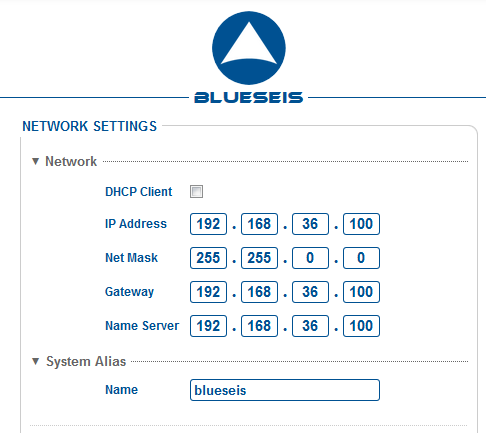 BLUESEIS
NETWORK SETTINGS
▼ Network
DHCP Client
IP Address 192 . 168 . 36 . 100
Net Mask 255 . 255 . 0 . 0
Gateway 192 . 168 . 36 . 100
Name Server 192 . 168 . 36 . 100
▼ System Alias
Name blueseis